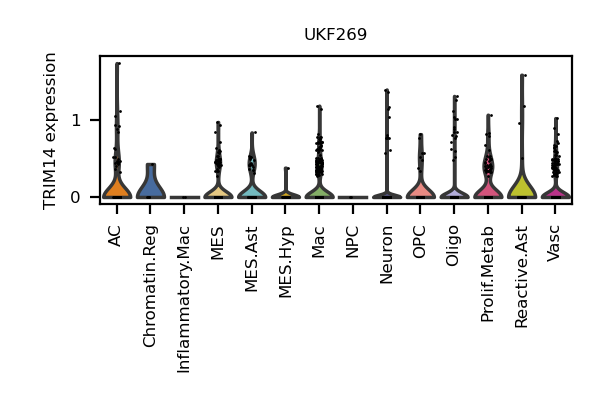 UKF269
TRIM14 expression
1
0
AC
Chromatin.Reg
Inflammatory.Mac
MES
MES.Ast
MES.Hyp
Mac
NPC
Neuron
OPC
Oligo
Prolif.Metab
Reactive.Ast
Vasc